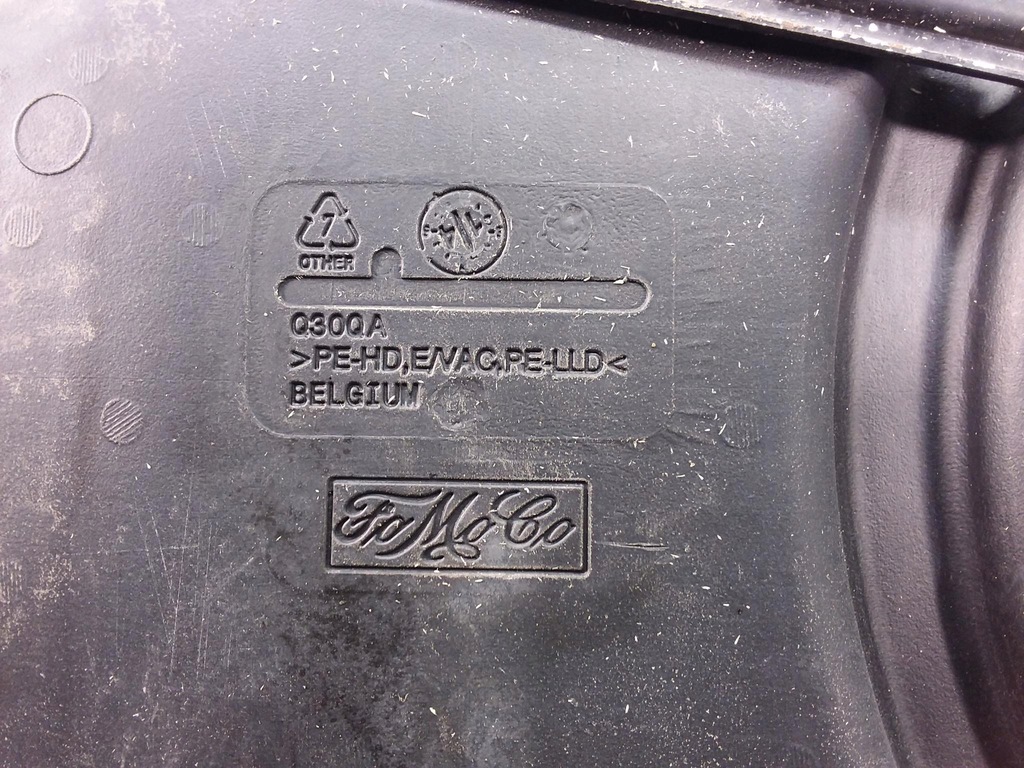 7
OTHER
Q30QA
>PE-HD,E/VAC,PE-LLD<
BELGIUM
FoMoCo